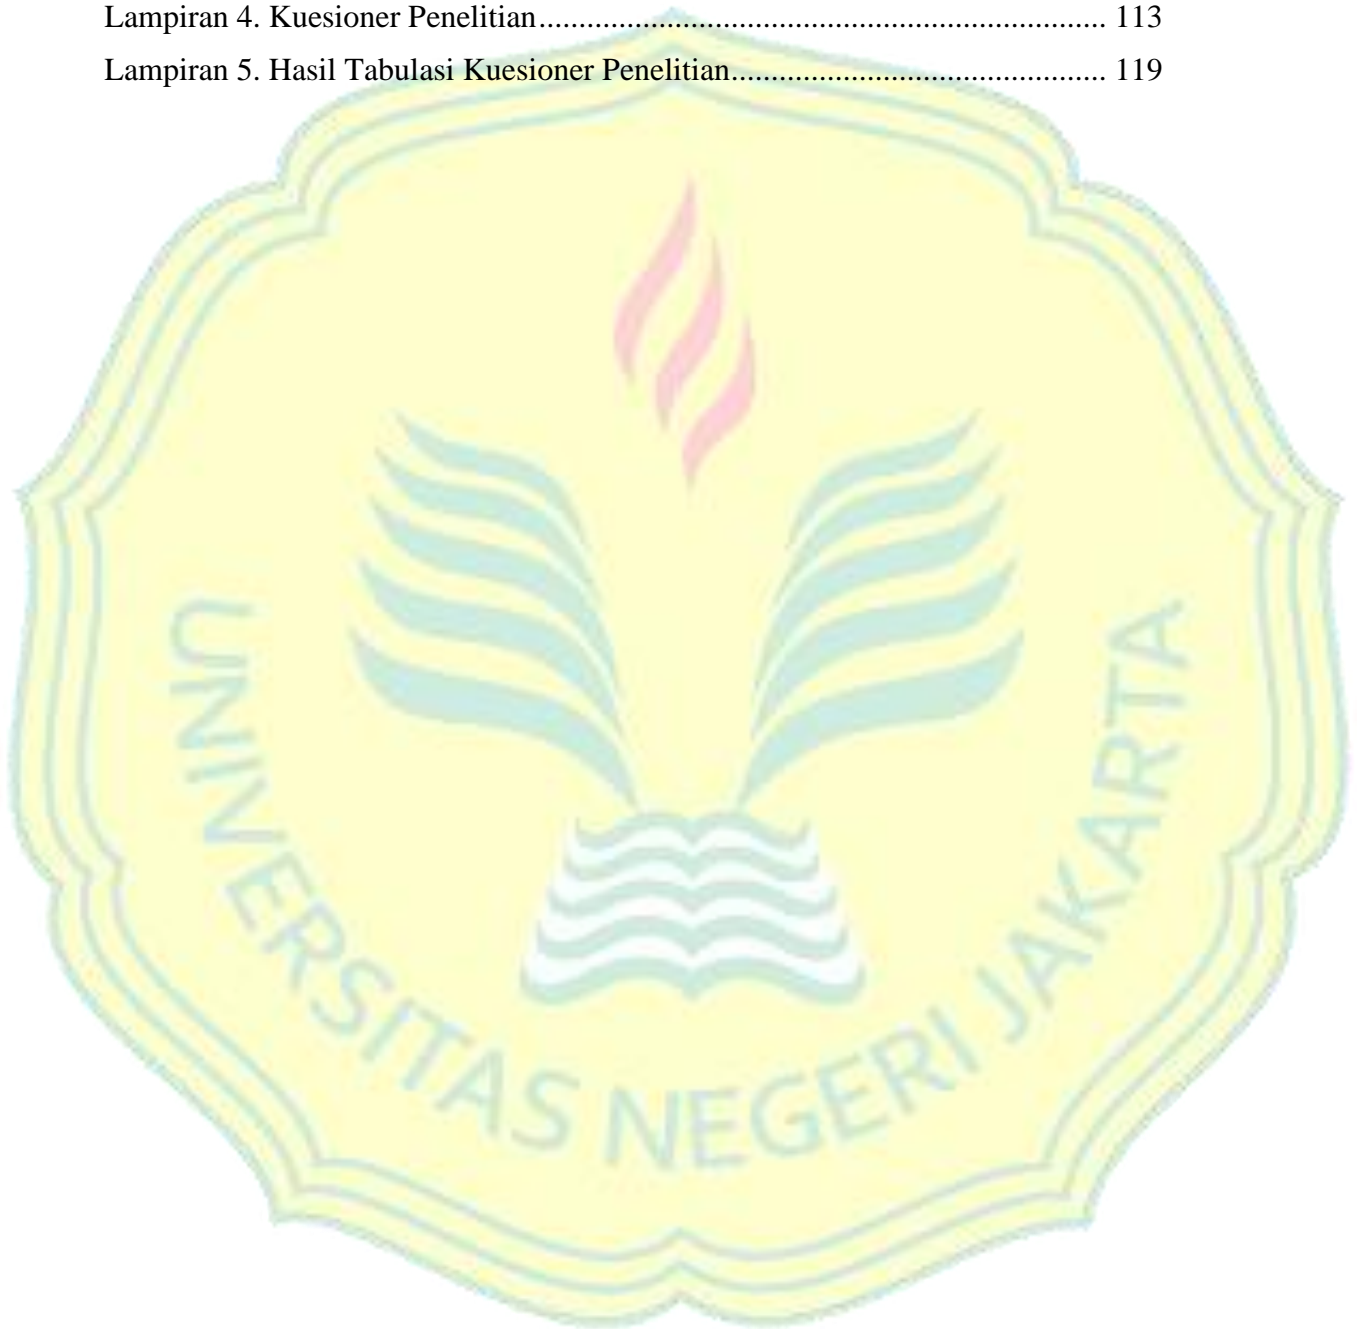 Lampiran 4. Kuesioner Penelitian....................................................................... 113
Lampiran 5. Hasil Tabulasi Kuesioner Penelitian............................................... 119
UNIVERSITAS NEGERI JAKARTA